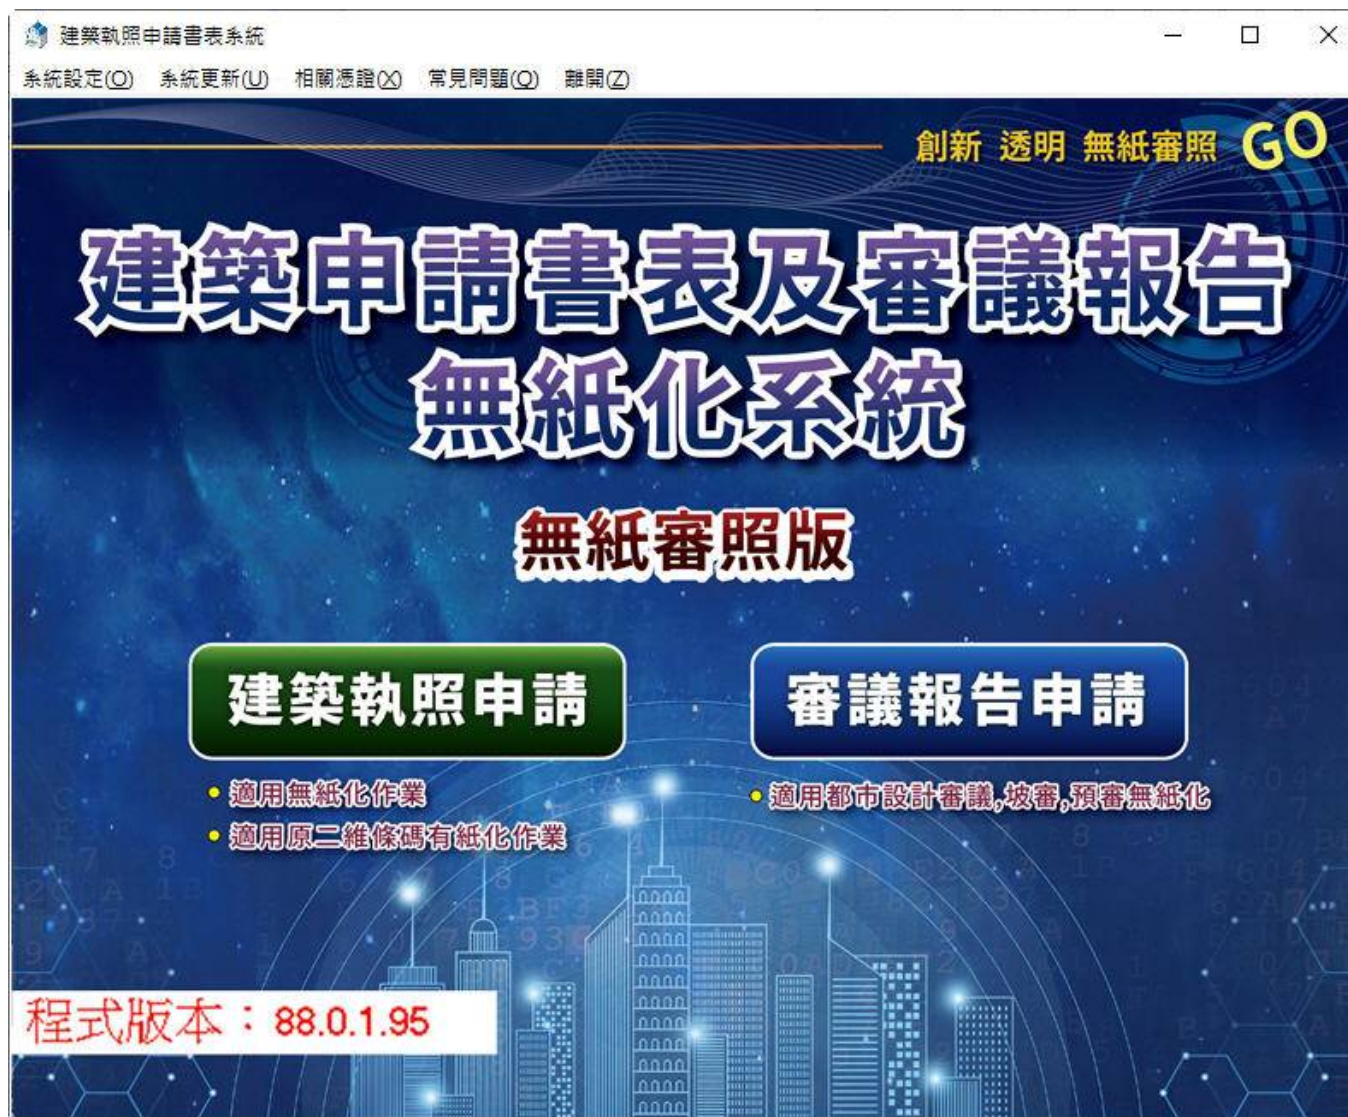 建築執照申請書表系統
系統設定(O) 系統更新(U) 相關憑證(X) 常見問題(Q) 離開(Z)
創新 透明 無紙審照 GO
建築申請書表及審議報告
無紙化系統
無紙審照版
建築執照申請
適用無紙化作業
適用原二維條碼有紙化作業
審議報告申請
適用都市設計審議,坡審,預審無紙化
程式版本：88.0.1.95